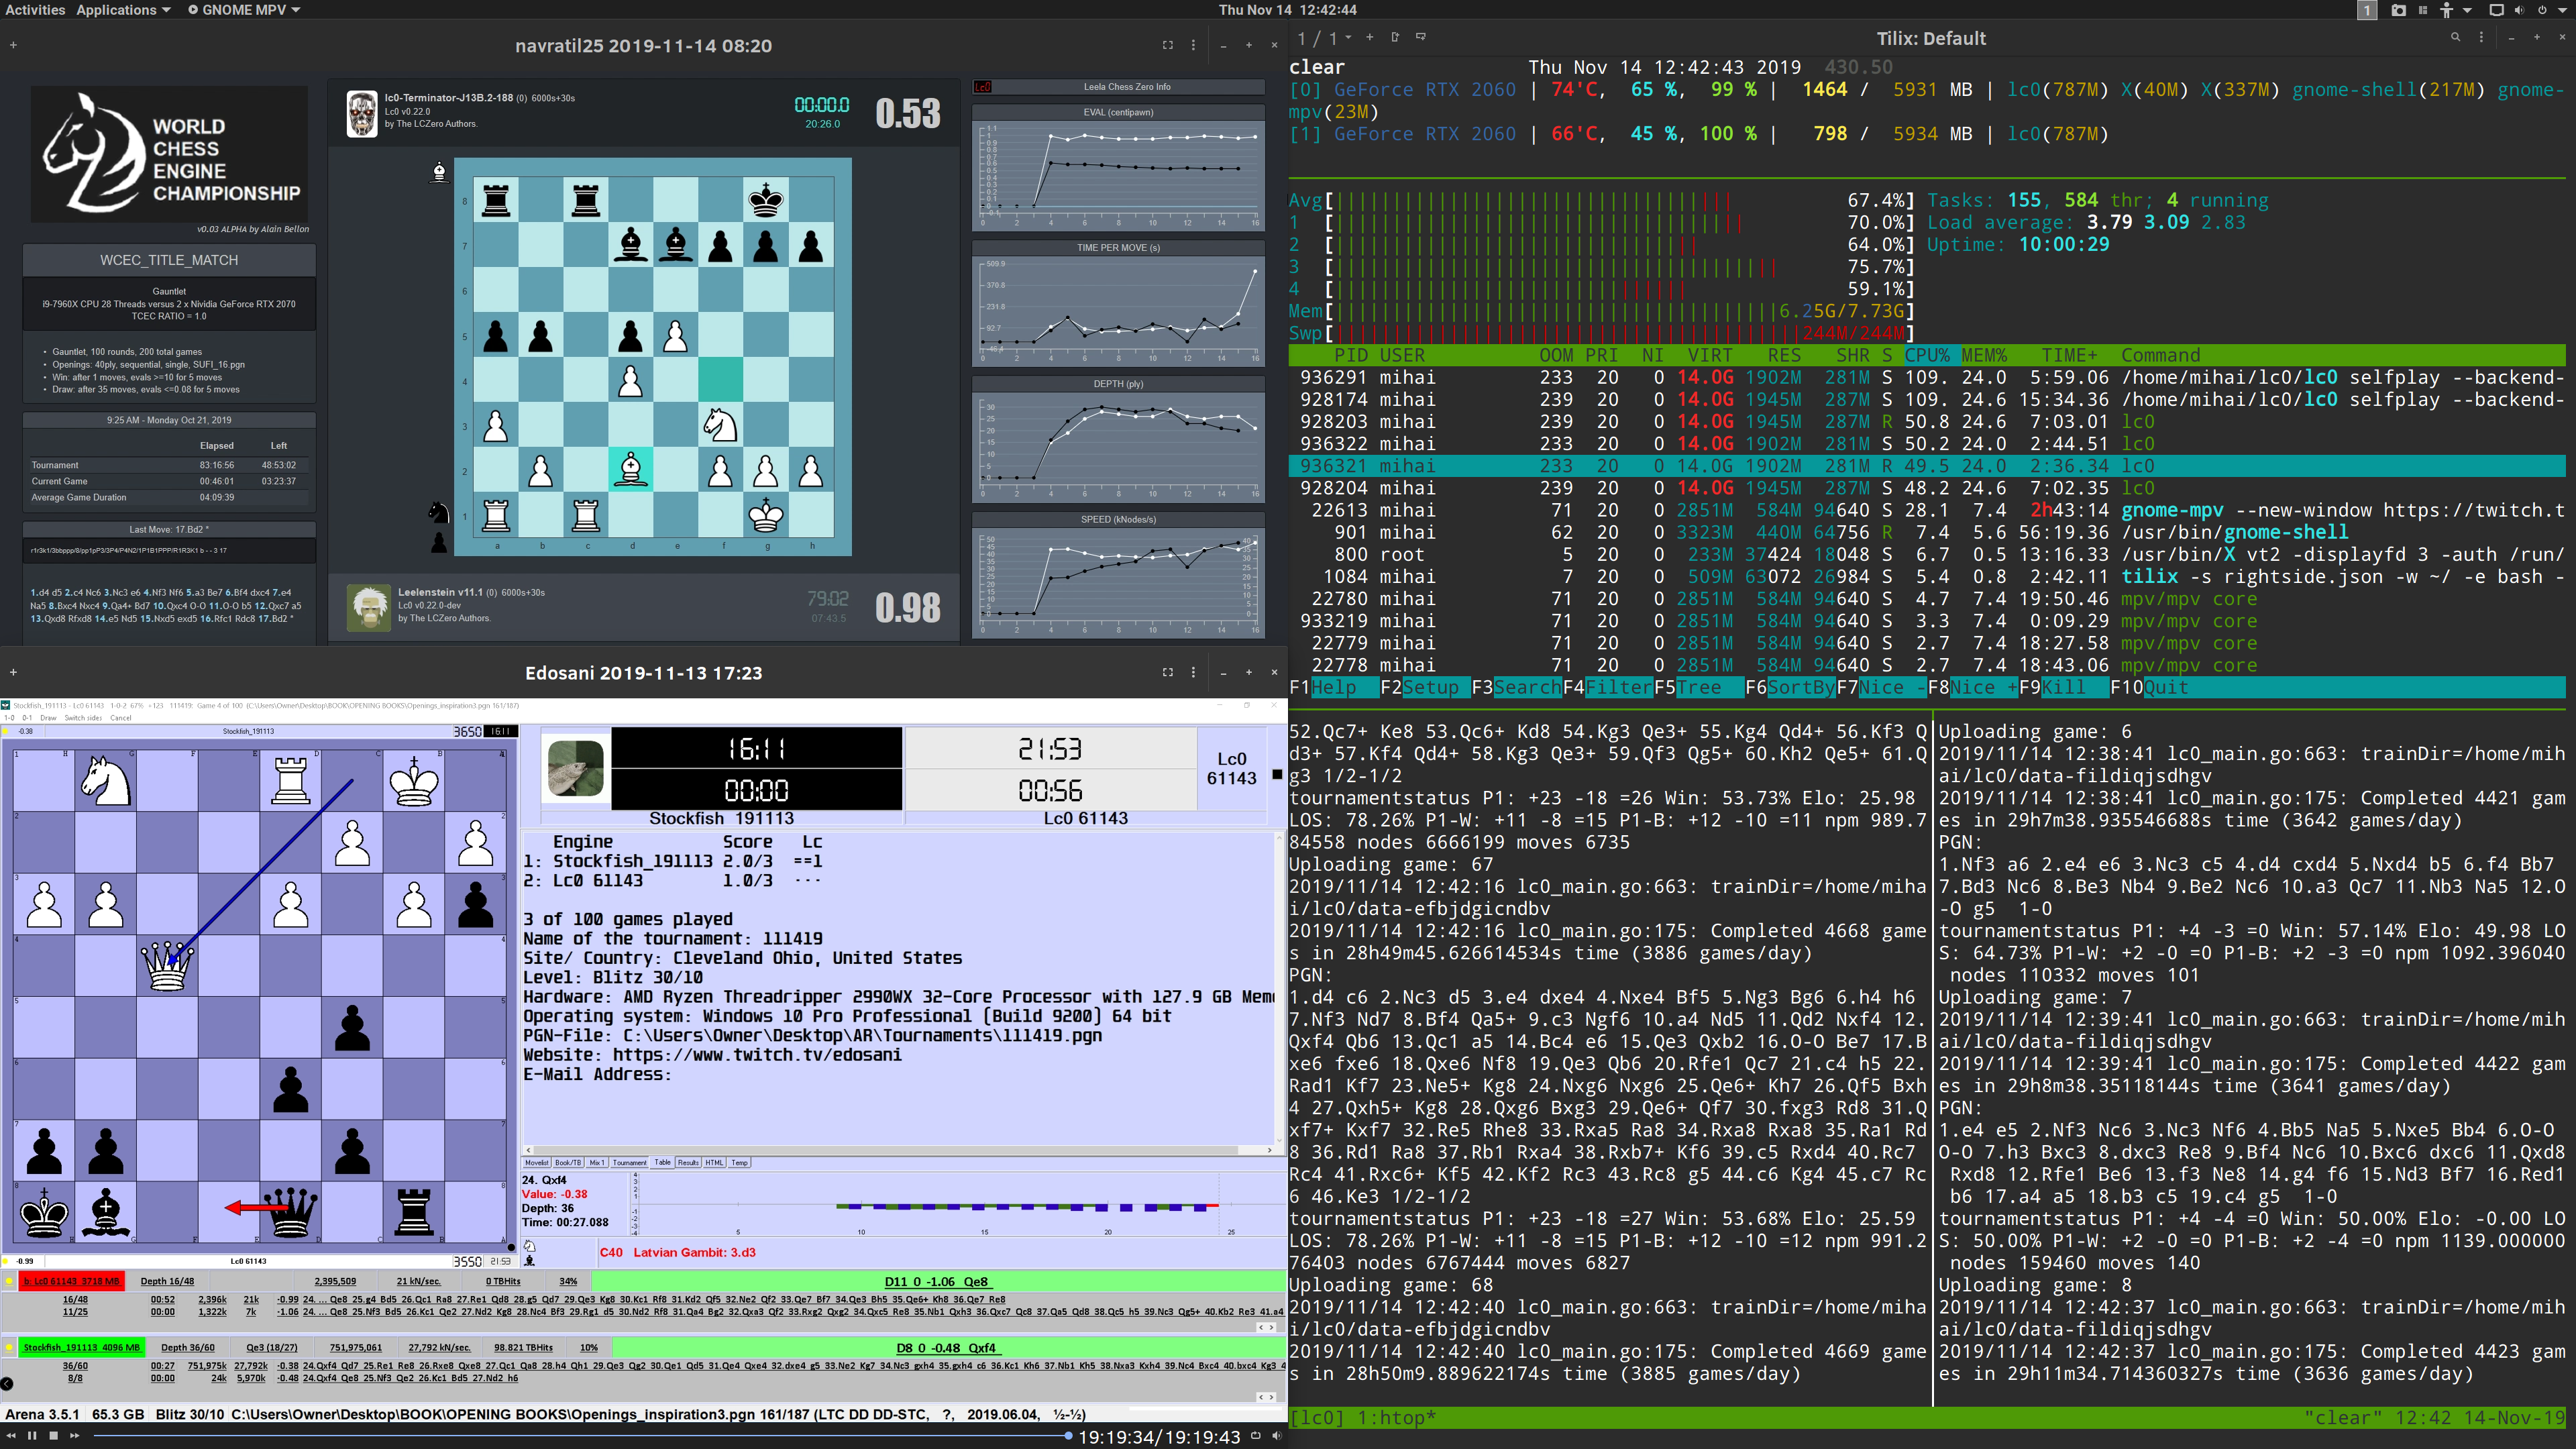 Activities Applications GNOME MPV
Thu Nov 14 12:42:44
1
navratil25 2019-11-14 08:20
WORLD
CHESS
ENGINE
CHAMPIONSHIP
v0.03 ALPHA by Alain Bellon
WCEC_TITLE_MATCH
Gauntlet
i9-7960X CPU 28 Threads versus 2 x Nividia GeForce RTX 2070
TCEC RATIO = 1.0
Gauntlet, 100 rounds, 200 total games
Openings: 40ply, sequential, single, SUFI_16.pgn
Win: after 1 moves, evals >=10 for 5 moves
Draw: after 35 moves, evals <=0.08 for 5 moves
9:25 AM - Monday Oct 21, 2019
Elapsed Left
Tournament 83:16:56 48:53:02
Current Game 00:46:01 03:23:37
Average Game Duration 04:09:39
Last Move: 17.Bd2 *
r1r3k1/3bbppp/8/pp1pP3/3P4/P4N2/1P1B1PPP/R1R3K1 b - - 3 17
1.d4 d5 2.c4 Nc6 3.Nc3 e6 4.Nf3 Nf6 5.a3 Be7 6.Bf4 dxc4 7.e4
Na5 8.Bxc4 Nxc4 9.Qa4+ Bd7 10.Qxc4 O-O 11.O-O b5 12.Qxc7 a5
13.Qxd8 Rfxd8 14.e5 Nd5 15.Nxd5 exd5 16.Rfc1 Rdc8 17.Bd2 *
lc0-Terminator-J13B.2-188 (0) 6000s+30s
Lc0 v0.22.0
by The LCZero Authors.
00:00.0
20:26.0
0.53
8
7
6
5
4
3
2
1
a b c d e f g h
Leelenstein v11.1 (0) 6000s+30s
Lc0 v0.22.0-dev
by The LCZero Authors.
79:02
07:43.5
0.98
Lc0 Leela Chess Zero Info
EVAL (centipawn)
TIME PER MOVE (s)
509.9
370.8
231.8
92.7
DEPTH (ply)
SPEED (kNodes/s)
1 / 1
Tilix: Default
clear Thu Nov 14 12:42:43 2019 430.50
[0] GeForce RTX 2060 | 74'C, 65 %, 99 % | 1464 / 5931 MB | lc0(787M) X(40M) X(337M) gnome-shell(217M) gnome-
mpv(23M)
[1] GeForce RTX 2060 | 66'C, 45 %, 100 % | 798 / 5934 MB | lc0(787M)
Avg[ 67.4%] Tasks: 155, 584 thr; 4 running
1 [ 70.0%] Load average: 3.79 3.09 2.83
2 [ 64.0%] Uptime: 10:00:29
3 [ 75.7%]
4 [ 59.1%]
Mem[ 6.25G/7.73G]
Swp[ 244M/244M]
PID USER OOM PRI NI VIRT RES SHR S CPU% MEM% TIME+ Command
936291 mihai 233 20 0 14.0G 1902M 281M S 109. 24.0 5:59.06 /home/mihai/lc0/lc0 selfplay --backend-
928174 mihai 239 20 0 14.0G 1945M 287M S 109. 24.6 15:34.36 /home/mihai/lc0/lc0 selfplay --backend-
928203 mihai 239 20 0 14.0G 1945M 287M R 50.8 24.6 7:03.01 lc0
936322 mihai 233 20 0 14.0G 1902M 281M S 50.2 24.0 2:44.51 lc0
936321 mihai 233 20 0 14.0G 1902M 281M R 49.5 24.0 2:36.34 lc0
928204 mihai 239 20 0 14.0G 1945M 287M S 48.2 24.6 7:02.35 lc0
22613 mihai 71 20 0 2851M 584M 94640 S 28.1 7.4 2h43:14 gnome-mpv --new-window https://twitch.t
901 mihai 62 20 0 3323M 440M 64756 R 7.4 5.6 56:19.36 /usr/bin/gnome-shell
800 root 5 20 0 233M 37424 18048 S 6.7 0.5 13:16.33 /usr/bin/X vt2 -displayfd 3 -auth /run/
1084 mihai 7 20 0 509M 63072 26984 S 5.4 0.8 2:42.11 tilix -s rightside.json -w ~/ -e bash -
22780 mihai 71 20 0 2851M 584M 94640 S 4.7 7.4 19:50.46 mpv/mpv core
933219 mihai 71 20 0 2851M 584M 94640 S 3.3 7.4 0:09.29 mpv/mpv core
22779 mihai 71 20 0 2851M 584M 94640 S 2.7 7.4 18:27.58 mpv/mpv core
22778 mihai 71 20 0 2851M 584M 94640 S 2.7 7.4 18:43.06 mpv/mpv core
F1Help F2Setup F3SearchF4FilterF5Tree F6SortByF7Nice -F8Nice +F9Kill F10Quit
52.Qc7+ Ke8 53.Qc6+ Kd8 54.Kg3 Qe3+ 55.Kg4 Qd4+ 56.Kf3 Q
d3+ 57.Kf4 Qd4+ 58.Kg3 Qe3+ 59.Qf3 Qg5+ 60.Kh2 Qe5+ 61.Q
g3 1/2-1/2
tournamentstatus P1: +23 -18 =26 Win: 53.73% Elo: 25.98
LOS: 78.26% P1-W: +11 -8 =15 P1-B: +12 -10 =11 npm 989.7
84558 nodes 6666199 moves 6735
Uploading game: 67
2019/11/14 12:42:16 lc0_main.go:663: trainDir=/home/miha
i/lc0/data-efbjdgicndbv
2019/11/14 12:42:16 lc0_main.go:175: Completed 4668 game
s in 28h49m45.626614534s time (3886 games/day)
PGN:
1.d4 c6 2.Nc3 d5 3.e4 dxe4 4.Nxe4 Bf5 5.Ng3 Bg6 6.h4 h6
7.Nf3 Nd7 8.Bf4 Qa5+ 9.c3 Ngf6 10.a4 Nd5 11.Qd2 Nxf4 12.
Qxf4 Qb6 13.Qc1 a5 14.Bc4 e6 15.Qe3 Qxb2 16.O-O Be7 17.B
xe6 fxe6 18.Qxe6 Nf8 19.Qe3 Qb6 20.Rfe1 Qc7 21.c4 h5 22.
Rad1 Kf7 23.Ne5+ Kg8 24.Nxg6 Nxg6 25.Qe6+ Kh7 26.Qf5 Bxh
4 27.Qxh5+ Kg8 28.Qxg6 Bxg3 29.Qe6+ Qf7 30.fxg3 Rd8 31.Q
xf7+ Kxf7 32.Re5 Rhe8 33.Rxa5 Ra8 34.Rxa8 Rxa8 35.Ra1 Rd
8 36.Rd1 Ra8 37.Rb1 Rxa4 38.Rxb7+ Kf6 39.c5 Rxd4 40.Rc7
Rc4 41.Rxc6+ Kf5 42.Kf2 Rc3 43.Rc8 g5 44.c6 Kg4 45.c7 Rc
6 46.Ke3 1/2-1/2
tournamentstatus P1: +23 -18 =27 Win: 53.68% Elo: 25.59
LOS: 78.26% P1-W: +11 -8 =15 P1-B: +12 -10 =12 npm 991.2
76403 nodes 6767444 moves 6827
Uploading game: 68
2019/11/14 12:42:40 lc0_main.go:663: trainDir=/home/miha
i/lc0/data-efbjdgicndbv
2019/11/14 12:42:40 lc0_main.go:175: Completed 4669 game
s in 28h50m9.889622174s time (3885 games/day)
Uploading game: 6
2019/11/14 12:38:41 lc0_main.go:663: trainDir=/home/mih
ai/lc0/data-fildiqjsdhgv
2019/11/14 12:38:41 lc0_main.go:175: Completed 4421 gam
es in 29h7m38.935546688s time (3642 games/day)
PGN:
1.Nf3 a6 2.e4 e6 3.Nc3 c5 4.d4 cxd4 5.Nxd4 b5 6.f4 Bb7
7.Bd3 Nc6 8.Be3 Nb4 9.Be2 Nc6 10.a3 Qc7 11.Nb3 Na5 12.O
-O g5 1-0
tournamentstatus P1: +4 -3 =0 Win: 57.14% Elo: 49.98 LO
S: 64.73% P1-W: +2 -0 =0 P1-B: +2 -3 =0 npm 1092.396040
nodes 110332 moves 101
Uploading game: 7
2019/11/14 12:39:41 lc0_main.go:663: trainDir=/home/mih
ai/lc0/data-fildiqjsdhgv
2019/11/14 12:39:41 lc0_main.go:175: Completed 4422 gam
es in 29h8m38.35118144s time (3641 games/day)
PGN:
1.e4 e5 2.Nf3 Nc6 3.Nc3 Nf6 4.Bb5 Na5 5.Nxe5 Bb4 6.O-O
O-O 7.h3 Bxc3 8.dxc3 Re8 9.Bf4 Nc6 10.Bxc6 dxc6 11.Qxd8
Rxd8 12.Rfe1 Be6 13.f3 Ne8 14.g4 f6 15.Nd3 Bf7 16.Red1
b6 17.a4 a5 18.b3 c5 19.c4 g5 1-0
tournamentstatus P1: +4 -4 =0 Win: 50.00% Elo: -0.00 LO
S: 50.00% P1-W: +2 -0 =0 P1-B: +2 -4 =0 npm 1139.000000
nodes 159460 moves 140
Uploading game: 8
2019/11/14 12:42:37 lc0_main.go:663: trainDir=/home/mih
ai/lc0/data-fildiqjsdhgv
2019/11/14 12:42:37 lc0_main.go:175: Completed 4423 gam
es in 29h11m34.714360327s time (3636 games/day)
[lc0] 1:htop* "clear" 12:42 14-Nov-19
Edosani 2019-11-13 17:23
Stockfish_191113 - Lc0 61143 1-0-2 67% +123 111419: Game 4 of 100 (C:\Users\Owner\Desktop\BOOK\OPENING BOOKS\Openings_inspiration3.pgn 161/187)
1-0 0-1 Draw Switch sides Cancel
-0.38 Stockfish_191113 3650 16:11
16:11 21:53
00:00 00:56
Lc0
61143
Stockfish 191113 Lc0 61143
Engine Score Lc
1: Stockfish_191113 2.0/3 ==1
2: Lc0 61143 1.0/3 ---
3 of 100 games played
Name of the tournament: 111419
Site/ Country: Cleveland Ohio, United States
Level: Blitz 30/10
Hardware: AMD Ryzen Threadripper 2990WX 32-Core Processor with 127.9 GB Mem
Operating system: Windows 10 Pro Professional (Build 9200) 64 bit
PGN-File: C:\Users\Owner\Desktop\AR\Tournaments\111419.pgn
Website: https://www.twitch.tv/edosani
E-Mail Address:
Movelist Book/TB Mix 1 Tournament Table Results HTML Temp
24. Qxf4
Value: -0.38
Depth: 36
Time: 00:27.088
5 10 15 20 25
C40 Latvian Gambit: 3.d3
-0.99 Lc0 61143 3550 21:53
b: Lc0 61143 3718 MB Depth 16/48 2,395,509 21 kN/sec. 0 TBHits 34% D11 0 -1.06 Qe8
16/48 00:52 2,396k 21k -0.99 24. ... Qe8 25.g4 Bd5 26.Qc1 Ra8 27.Re1 Qd8 28.g5 Qd7 29.Qe3 Kg8 30.Kc1 Rf8 31.Kd2 Qf5 32.Ne2 Qf2 33.Qe7 Bf7 34.Qe3 Bh5 35.Qe6+ Kh8 36.Qe7 Re8
11/25 00:00 1,322k 7k -1.06 24. ... Qe8 25.Nf3 Bd5 26.Kc1 Qe2 27.Nd2 Kg8 28.Nc4 Bf3 29.Rg1 d5 30.Nd2 Rf8 31.Qa4 Bg2 32.Qxa3 Qf2 33.Rxg2 Qxg2 34.Qxc5 Re8 35.Nb1 Qxh3 36.Qxc7 Qc8 37.Qa5 Qd8 38.Qc5 h5 39.Nc3 Qg5+ 40.Kb2 Re3 41.a4
Stockfish_191113 4096 MB Depth 36/60 Qe3 (18/27) 751,975,061 27,792 kN/sec. 98.821 TBHits 10% D8 0 -0.48 Qxf4
36/60 00:27 751,975k 27,792k -0.38 24.Qxf4 Qd7 25.Re1 Re8 26.Rxe8 Qxe8 27.Qc1 Qa8 28.h4 Qh1 29.Qe3 Qg2 30.Qe1 Qd5 31.Qe4 Qxe4 32.dxe4 g5 33.Ne2 Kg7 34.Nc3 gxh4 35.gxh4 c6 36.Kc1 Kh6 37.Nb1 Kh5 38.Nxa3 Kxh4 39.Nc4 Bxc4 40.bxc4 Kg3 4
8/8 00:00 24k 5,970k -0.48 24.Qxf4 Qe8 25.Nf3 Qe2 26.Kc1 Bd5 27.Nd2 h6
Arena 3.5.1 65.3 GB Blitz 30/10 C:\Users\Owner\Desktop\BOOK\OPENING BOOKS\Openings_inspiration3.pgn 161/187 (LTC DD DD-STC, ?, 2019.06.04, ½-½)
19:19:34/19:19:43